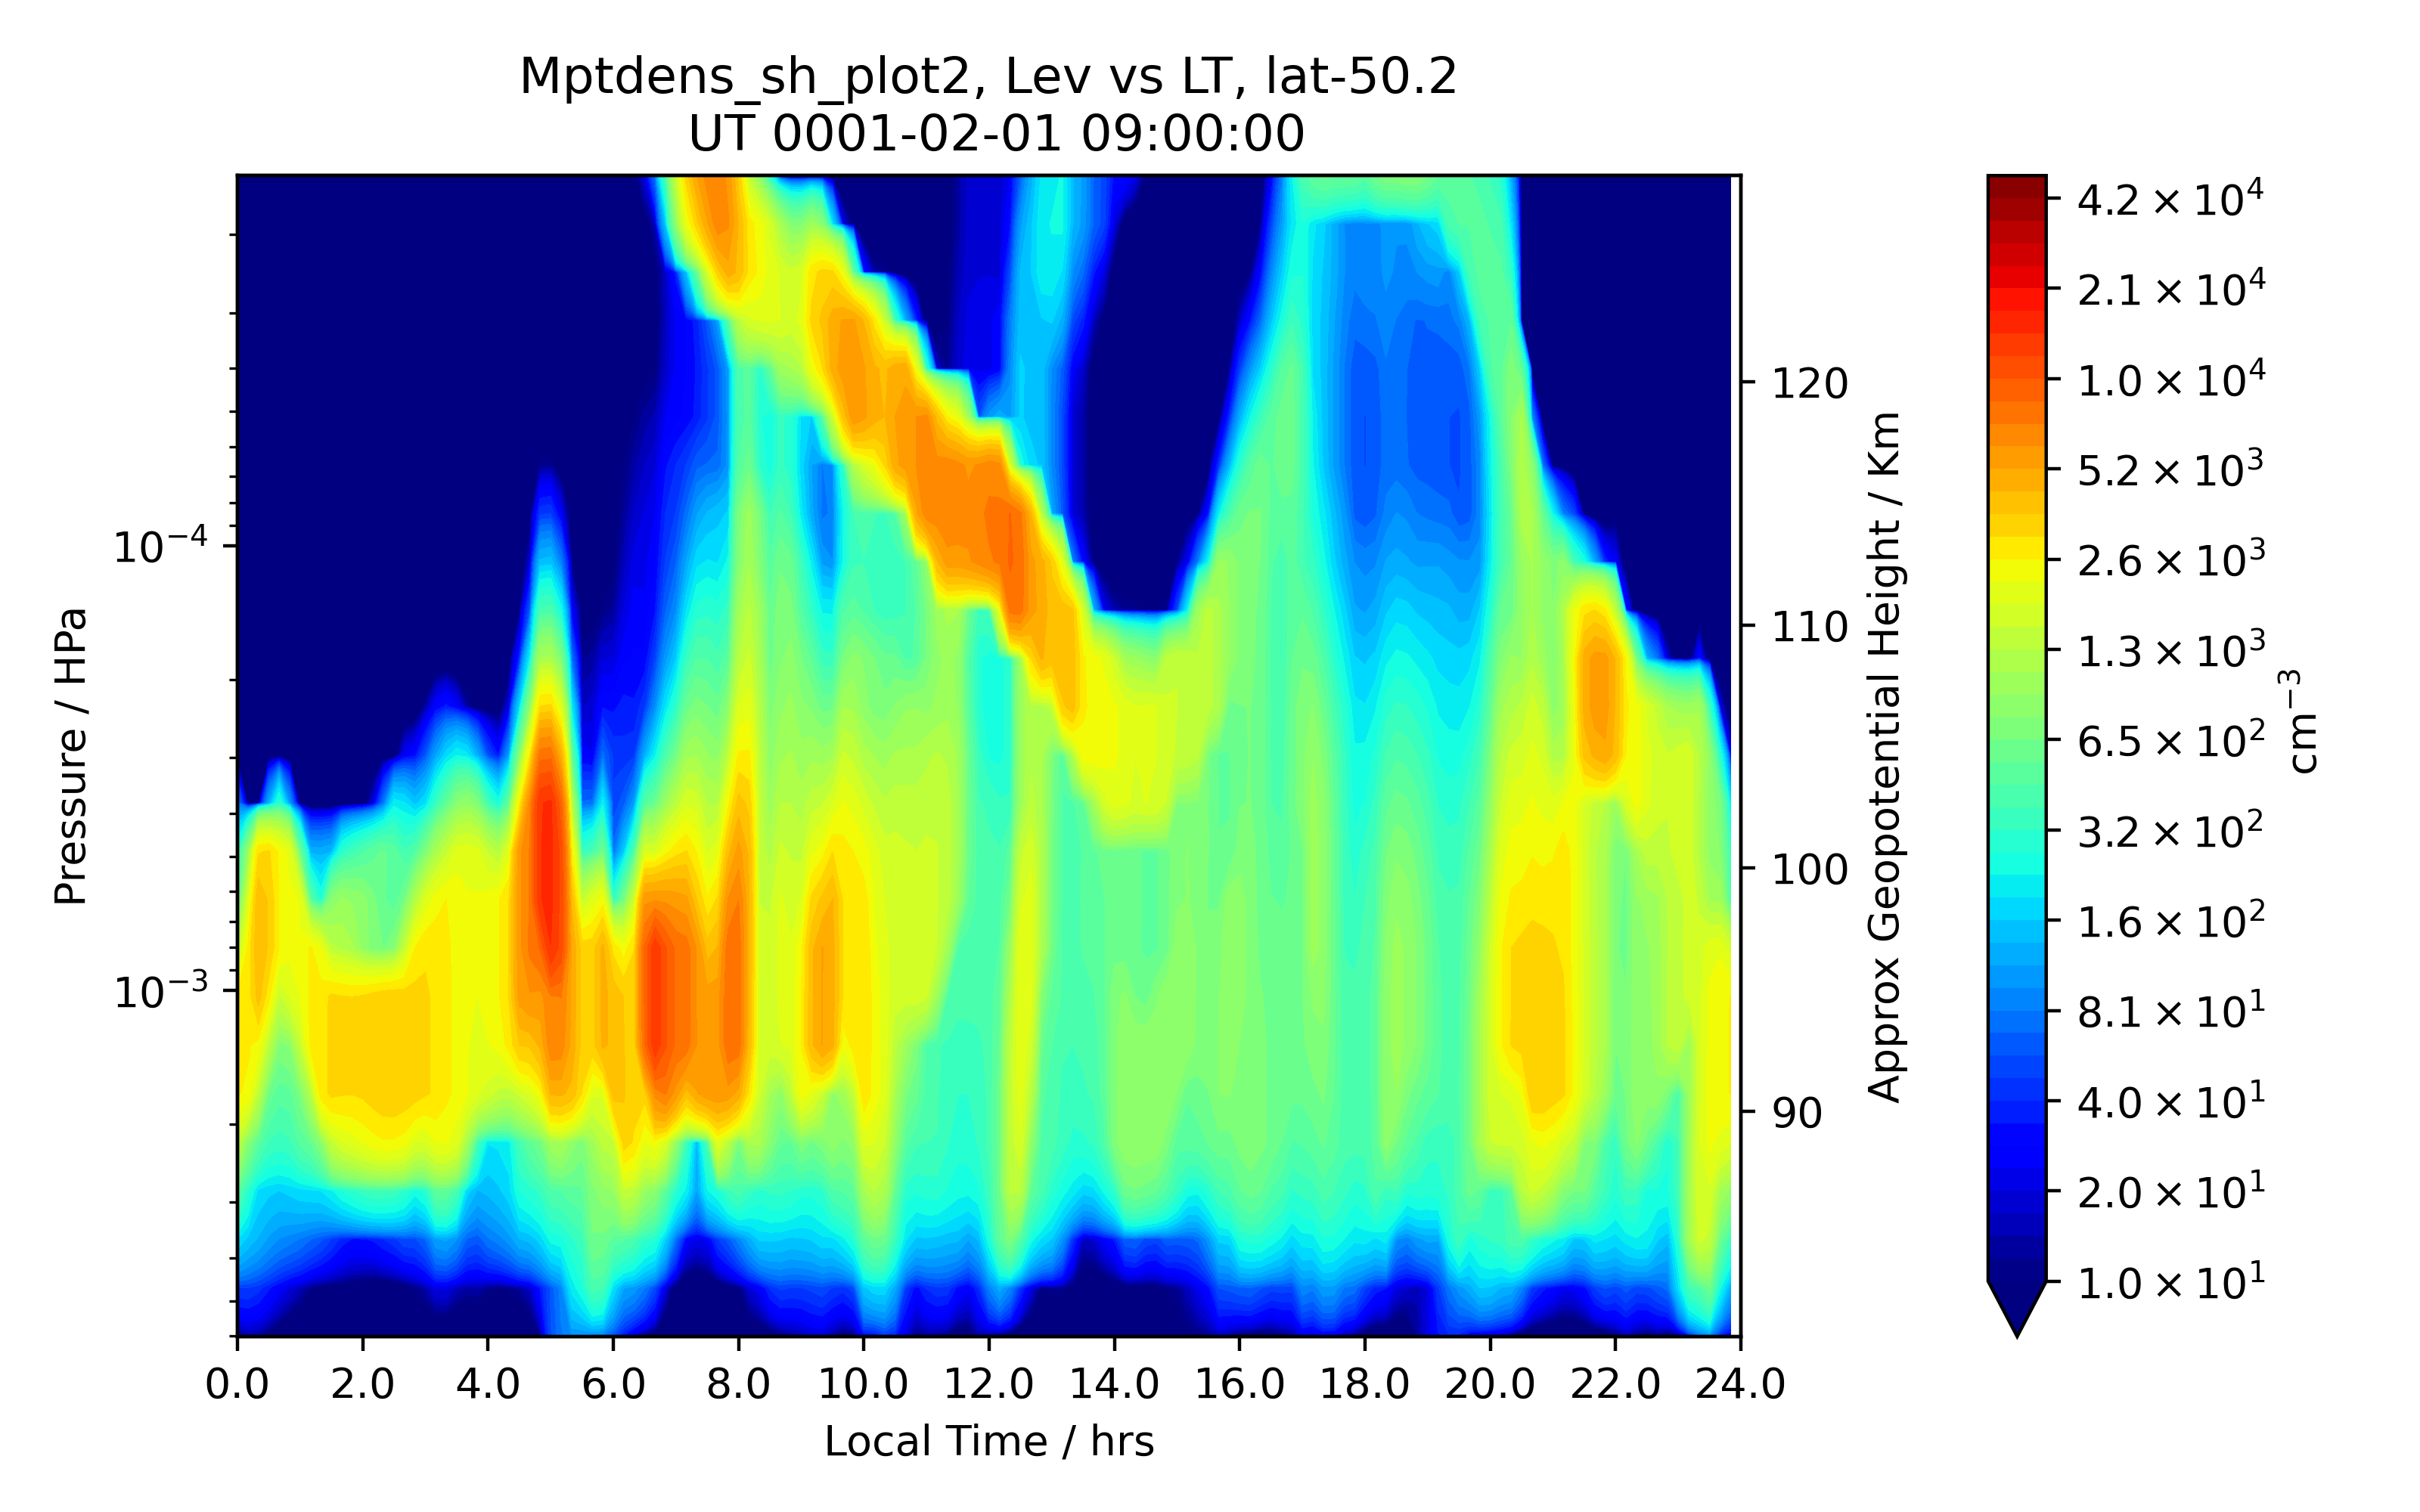 Mptdens_sh_plot2, Lev vs LT, lat-50.2
UT 0001-02-01 09:00:00
Pressure / HPa
10⁻⁴
10⁻³
0.0 2.0 4.0 6.0 8.0 10.0 12.0 14.0 16.0 18.0 20.0 22.0 24.0
Local Time / hrs
120
110
100
90
Approx Geopotential Height / Km
4.2 × 10⁴
2.1 × 10⁴
1.0 × 10⁴
5.2 × 10³
2.6 × 10³
1.3 × 10³
6.5 × 10²
3.2 × 10²
1.6 × 10²
8.1 × 10¹
4.0 × 10¹
2.0 × 10¹
1.0 × 10¹
cm⁻³